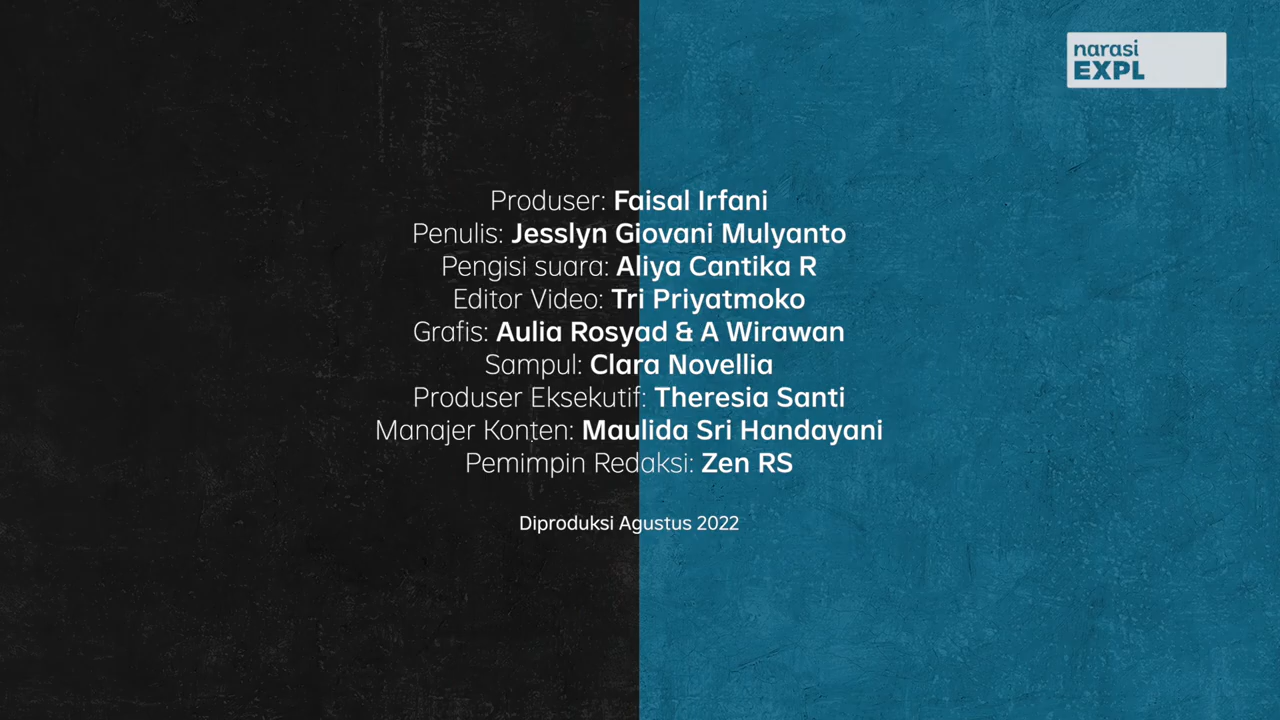 narasi
EXPL
Produser: Faisal Irfani
Penulis: Jesslyn Giovani Mulyanto
Pengisi suara: Aliya Cantika R
Editor Video: Tri Priyatmoko
Grafis: Aulia Rosyad & A Wirawan
Sampul: Clara Novellia
Produser Eksekutif: Theresia Santi
Manajer Konten: Maulida Sri Handayani
Pemimpin Redaksi: Zen RS
Diproduksi Agustus 2022